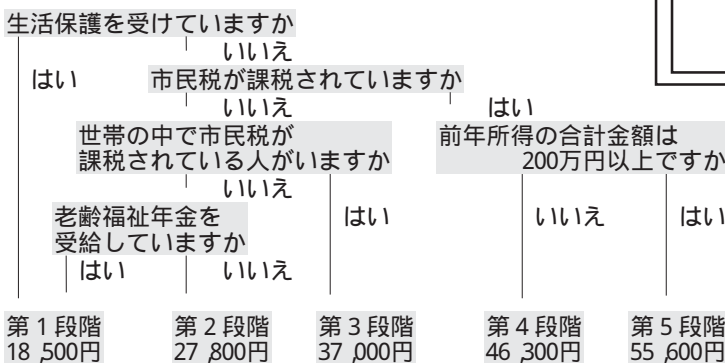 生活保護を受けていますか
いいえ
はい
市民税が課税されていますか
いいえ
はい
世帯の中で市民税が
課税されている人がいますか
前年所得の合計金額は
200万円以上ですか
いいえ
老齢福祉年金を
受給していますか
はい
いいえ
はい
はい
いいえ
第1段階
18,500円
第2段階
27,800円
第3段階
37,000円
第4段階
46,300円
第5段階
55,600円